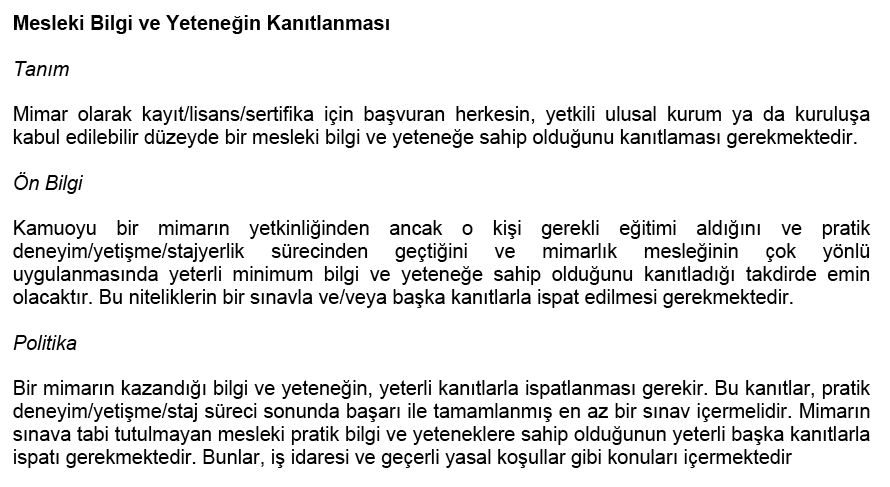 Mesleki Bilgi ve Yeteneğin Kanıtlanması
Tanım
Mimar olarak kayıt/lisans/sertifika için başvuran herkesin, yetkili ulusal kurum ya da kuruluşa
kabul edilebilir düzeyde bir mesleki bilgi ve yeteneğe sahip olduğunu kanıtlaması gerekmektedir.
Ön Bilgi
Kamuoyu bir mimarın yetkinliğinden ancak o kişi gerekli eğitimi aldığını ve pratik
deneyim/yetişme/stajyerlik sürecinden geçtiğini ve mimarlık mesleğinin çok yönlü
uygulanmasında yeterli minimum bilgi ve yeteneğe sahip olduğunu kanıtladığı takdirde emin
olacaktır. Bu niteliklerin bir sınavla ve/veya başka kanıtlarla ispat edilmesi gerekmektedir.
Politika
Bir mimarın kazandığı bilgi ve yeteneğin, yeterli kanıtlarla ispatlanması gerekir. Bu kanıtlar, pratik
deneyim/yetişme/staj süreci sonunda başarı ile tamamlanmış en az bir sınav içermelidir. Mimarın
sınava tabi tutulmayan mesleki pratik bilgi ve yeteneklere sahip olduğunun yeterli başka kanıtlarla
ispatı gerekmektedir. Bunlar, iş idaresi ve geçerli yasal koşullar gibi konuları içermektedir